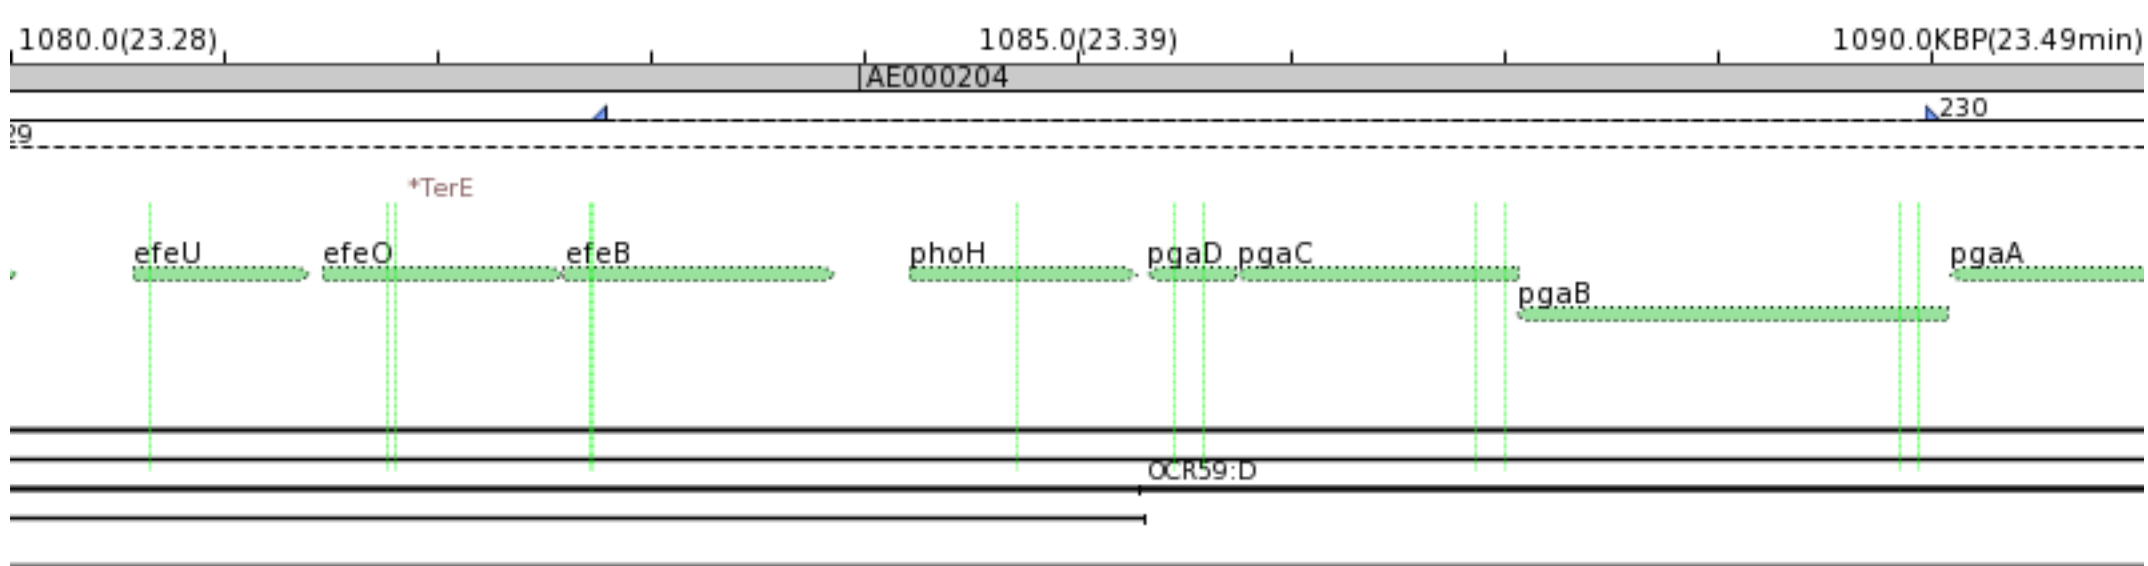 1080.0(23.28) 1085.0(23.39) 1090.0KBP(23.49min)
AE000204
230
29
*TerE
efeU efeO efeB phoH pgaD pgaC pgaA
pgaB
OCR59:D